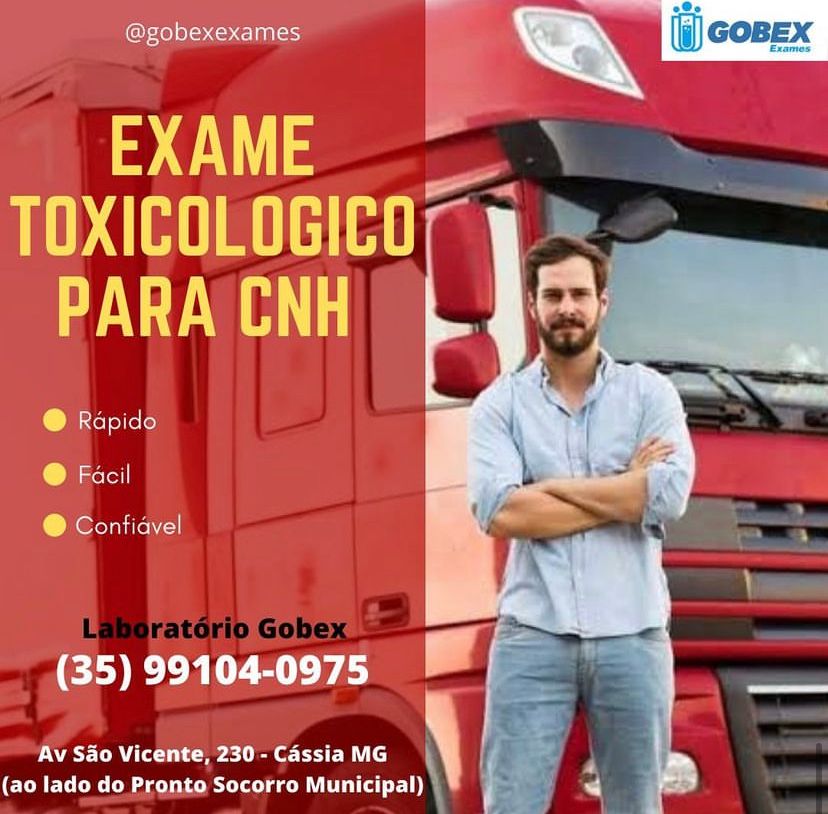 @gobexexames
GOBEX
Exames
EXAME
TOXICOLOGICO
PARA CNH
Rápido
Fácil
Confiável
Laboratório Gobex
(35) 99104-0975
Av São Vicente, 230 - Cássia MG
(ao lado do Pronto Socorro Municipal)